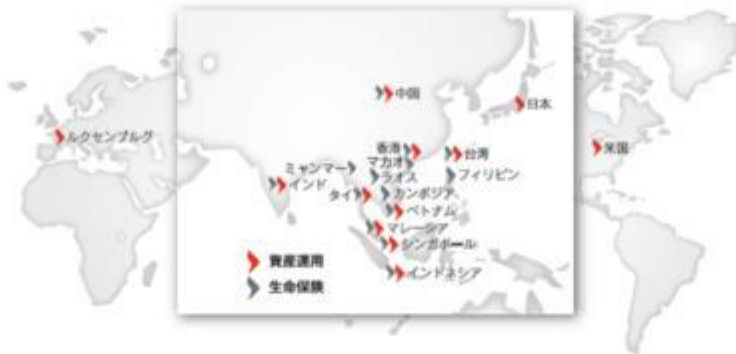 中国
日本
ルクセンブルグ
香港
台湾
米国
マカオ
ミャンマー
ラオス
フィリピン
インド
タイ
カンボジア
ベトナム
マレーシア
シンガポール
資産運用
インドネシア
生命保険